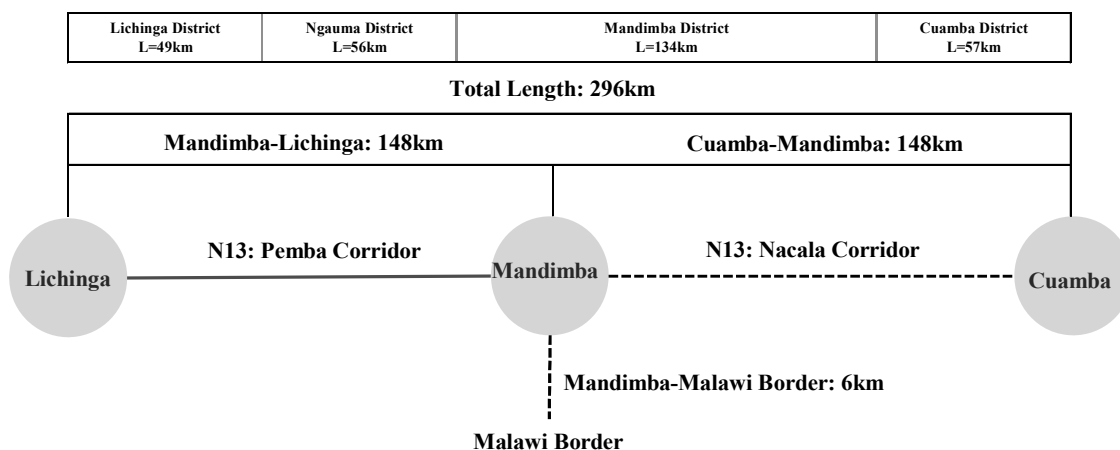 Lichinga District
L=49km
Ngauma District
L=56km
Mandimba District
L=134km
Cuamba District
L=57km
Total Length: 296km
Mandimba-Lichinga: 148km
Cuamba-Mandimba: 148km
N13: Pemba Corridor
N13: Nacala Corridor
Lichinga
Mandimba
Cuamba
Mandimba-Malawi Border: 6km
Malawi Border